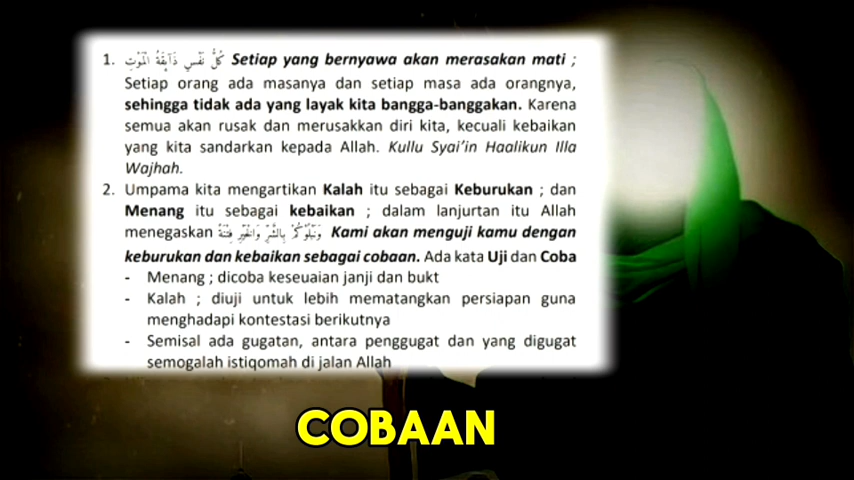 1. كُلُّ نَفْسٍ ذَآئِقَةُ الْمَوْتِ Setiap yang bernyawa akan merasakan mati ;
Setiap orang ada masanya dan setiap masa ada orangnya,
sehingga tidak ada yang layak kita bangga-banggakan. Karena
semua akan rusak dan merusakkan diri kita, kecuali kebaikan
yang kita sandarkan kepada Allah. Kullu Syai’in Haalikun Illa
Wajhah.
2. Umpama kita mengartikan Kalah itu sebagai Keburukan ; dan
Menang itu sebagai kebaikan ; dalam lanjurtan itu Allah
menegaskan وَنَبْلُوْكُمْ بِالشَّرِّ وَالْخَيْرِ فِتْنَةً Kami akan menguji kamu dengan
keburukan dan kebaikan sebagai cobaan. Ada kata Uji dan Coba
- Menang ; dicoba keseuaian janji dan bukt
- Kalah ; diuji untuk lebih mematangkan persiapan guna
menghadapi kontestasi berikutnya
- Semisal ada gugatan, antara penggugat dan yang digugat
semogalah istiqomah di jalan Allah
COBAAN